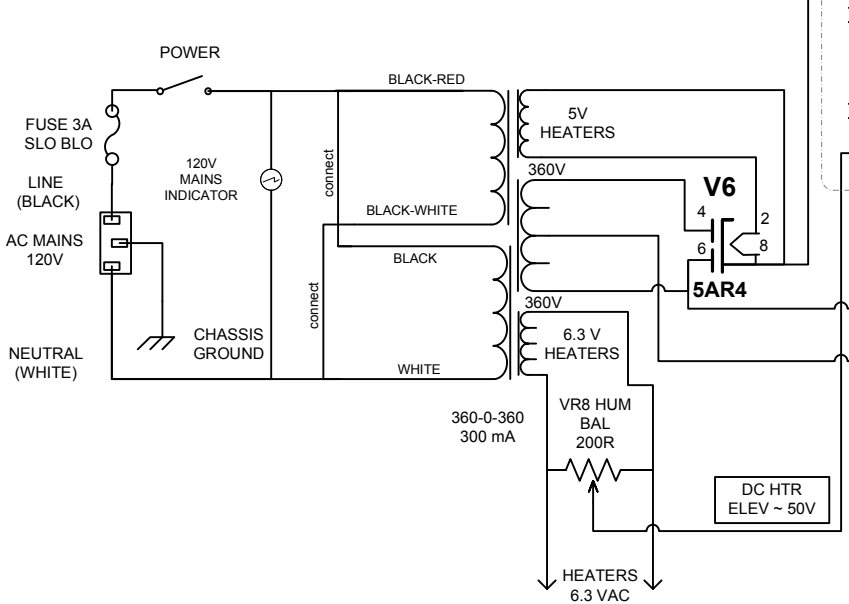 POWER
BLACK-RED
FUSE 3A
SLO BLO
5V
HEATERS
120V
MAINS
INDICATOR
connect
360V
V6
LINE
(BLACK)
4
2
BLACK-WHITE
AC MAINS
120V
6
8
BLACK
5AR4
connect
360V
CHASSIS
GROUND
6.3 V
HEATERS
NEUTRAL
(WHITE)
WHITE
360-0-360
300 mA
VR8 HUM
BAL
200R
DC HTR
ELEV ~ 50V
HEATERS
6.3 VAC